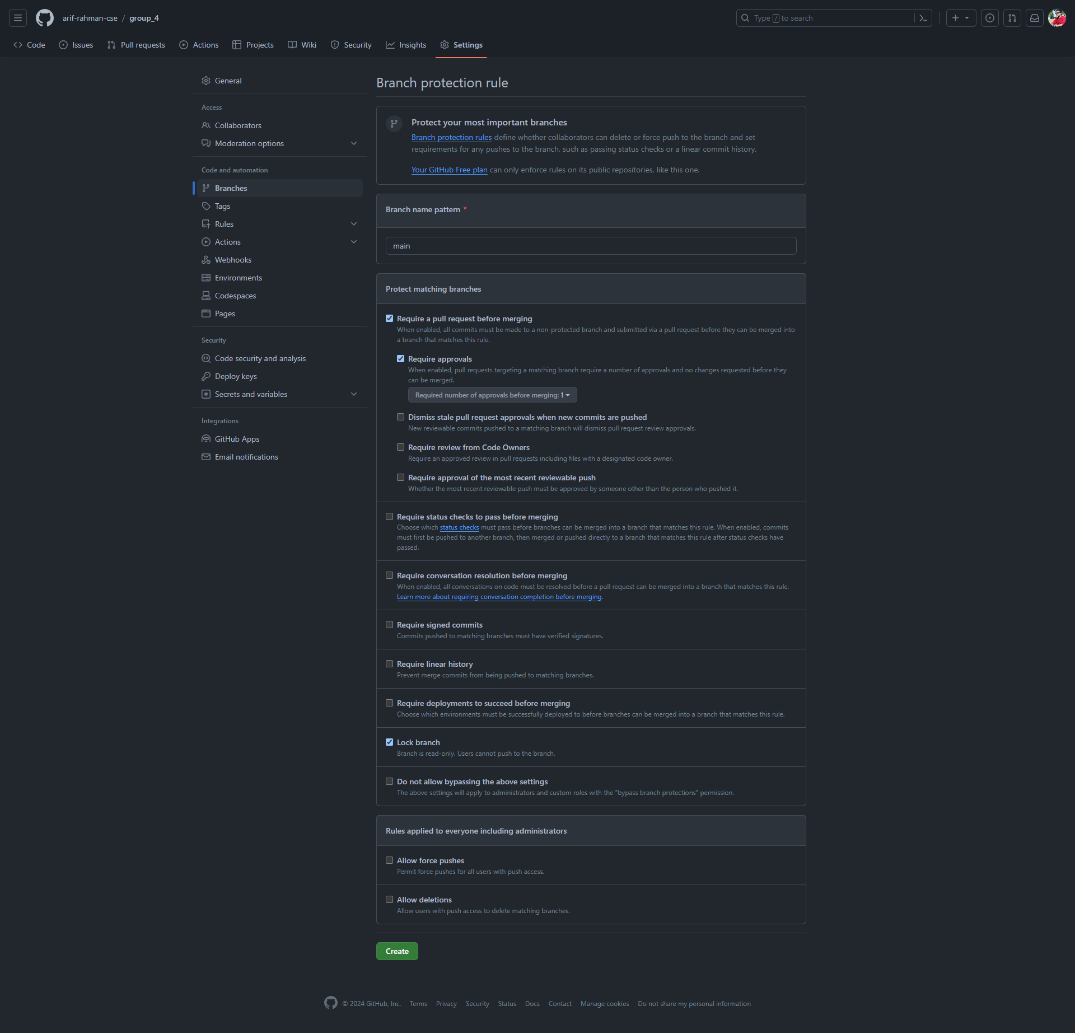 arif-rahman-cse / group_4
Type / to search
Code Issues Pull requests Actions Projects Wiki Security Insights Settings
General
Access
Collaborators
Moderation options
Code and automation
Branches
Tags
Rules
Actions
Webhooks
Environments
Codespaces
Pages
Security
Code security and analysis
Deploy keys
Secrets and variables
Integrations
GitHub Apps
Email notifications
Branch protection rule
Protect your most important branches
Branch protection rules define whether collaborators can delete or force push to the branch and set
requirements for any pushes to the branch, such as passing status checks or a linear commit history.
Your GitHub Free plan can only enforce rules on its public repositories, like this one.
Branch name pattern *
main
Protect matching branches
Require a pull request before merging
When enabled, all commits must be made to a non-protected branch and submitted via a pull request before they can be merged into
a branch that matches this rule.
Require approvals
When enabled, pull requests targeting a matching branch require a number of approvals and no changes requested before they
can be merged.
Required number of approvals before merging: 1
Dismiss stale pull request approvals when new commits are pushed
New reviewable commits pushed to a matching branch will dismiss pull request review approvals.
Require review from Code Owners
Require an approved review in pull requests including files with a designated code owner.
Require approval of the most recent reviewable push
Whether the most recent reviewable push must be approved by someone other than the person who pushed it.
Require status checks to pass before merging
Choose which status checks must pass before branches can be merged into a branch that matches this rule. When enabled, commits
must first be pushed to another branch, then merged or pushed directly to a branch that matches this rule after status checks have
passed.
Require conversation resolution before merging
When enabled, all conversations on code must be resolved before a pull request can be merged into a branch that matches this rule.
Learn more about requiring conversation completion before merging.
Require signed commits
Commits pushed to matching branches must have verified signatures.
Require linear history
Prevent merge commits from being pushed to matching branches.
Require deployments to succeed before merging
Choose which environments must be successfully deployed to before branches can be merged into a branch that matches this rule.
Lock branch
Branch is read-only. Users cannot push to the branch.
Do not allow bypassing the above settings
The above settings will apply to administrators and custom roles with the "bypass branch protections" permission.
Rules applied to everyone including administrators
Allow force pushes
Permit force pushes for all users with push access.
Allow deletions
Allow users with push access to delete matching branches.
Create
© 2024 GitHub, Inc. Terms Privacy Security Status Docs Contact Manage cookies Do not share my personal information